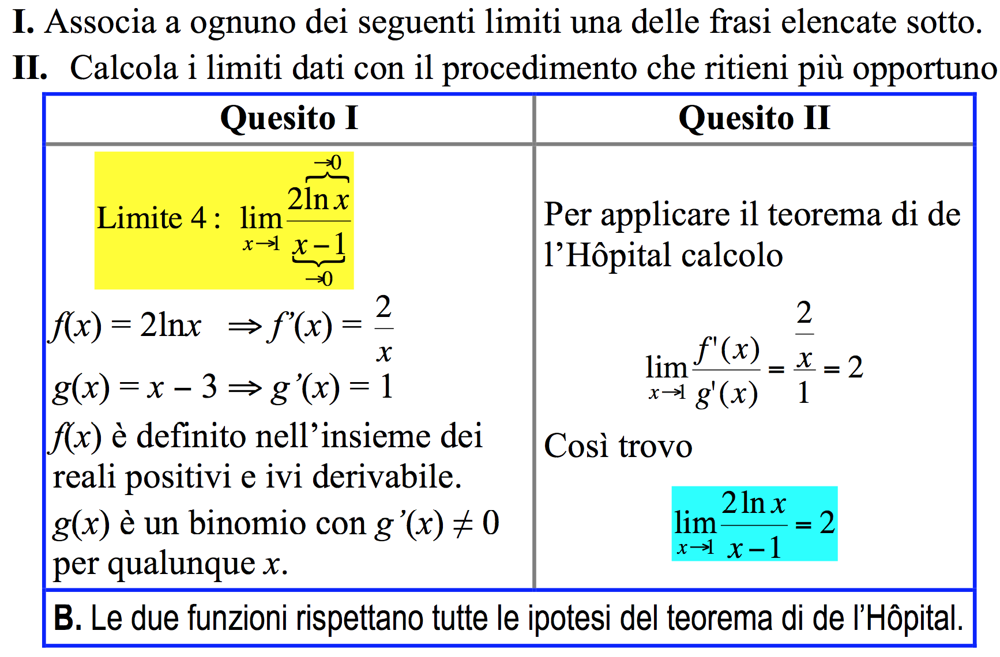 I. Associa a ognuno dei seguenti limiti una delle frasi elencate sotto.
II. Calcola i limiti dati con il procedimento che ritieni più opportuno
Quesito I
Quesito II
→0
Limite 4 : lim x→1 2ln x / x − 1
→0
f(x) = 2lnx ⇒ f’(x) = 2/x
g(x) = x – 3 ⇒ g’(x) = 1
f(x) è definito nell’insieme dei
reali positivi e ivi derivabile.
g(x) è un binomio con g’(x) ≠ 0
per qualunque x.
Per applicare il teorema di de
l’Hôpital calcolo
lim x→1 f'(x) / g'(x) = 2/x / 1 = 2
Così trovo
lim x→1 2 ln x / x − 1 = 2
B. Le due funzioni rispettano tutte le ipotesi del teorema di de l’Hôpital.